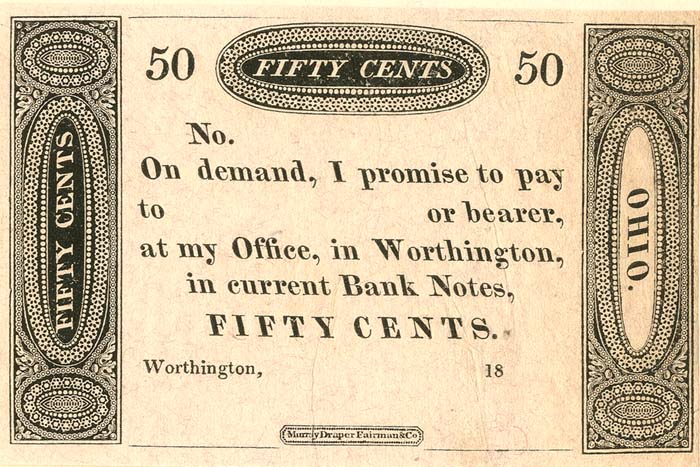 50 FIFTY CENTS 50
No.
On demand, I promise to pay
to or bearer,
at my Office, in Worthington,
in current Bank Notes,
FIFTY CENTS.
Worthington, 18
Murray Draper Fairman & Co
FIFTY CENTS
OHIO.